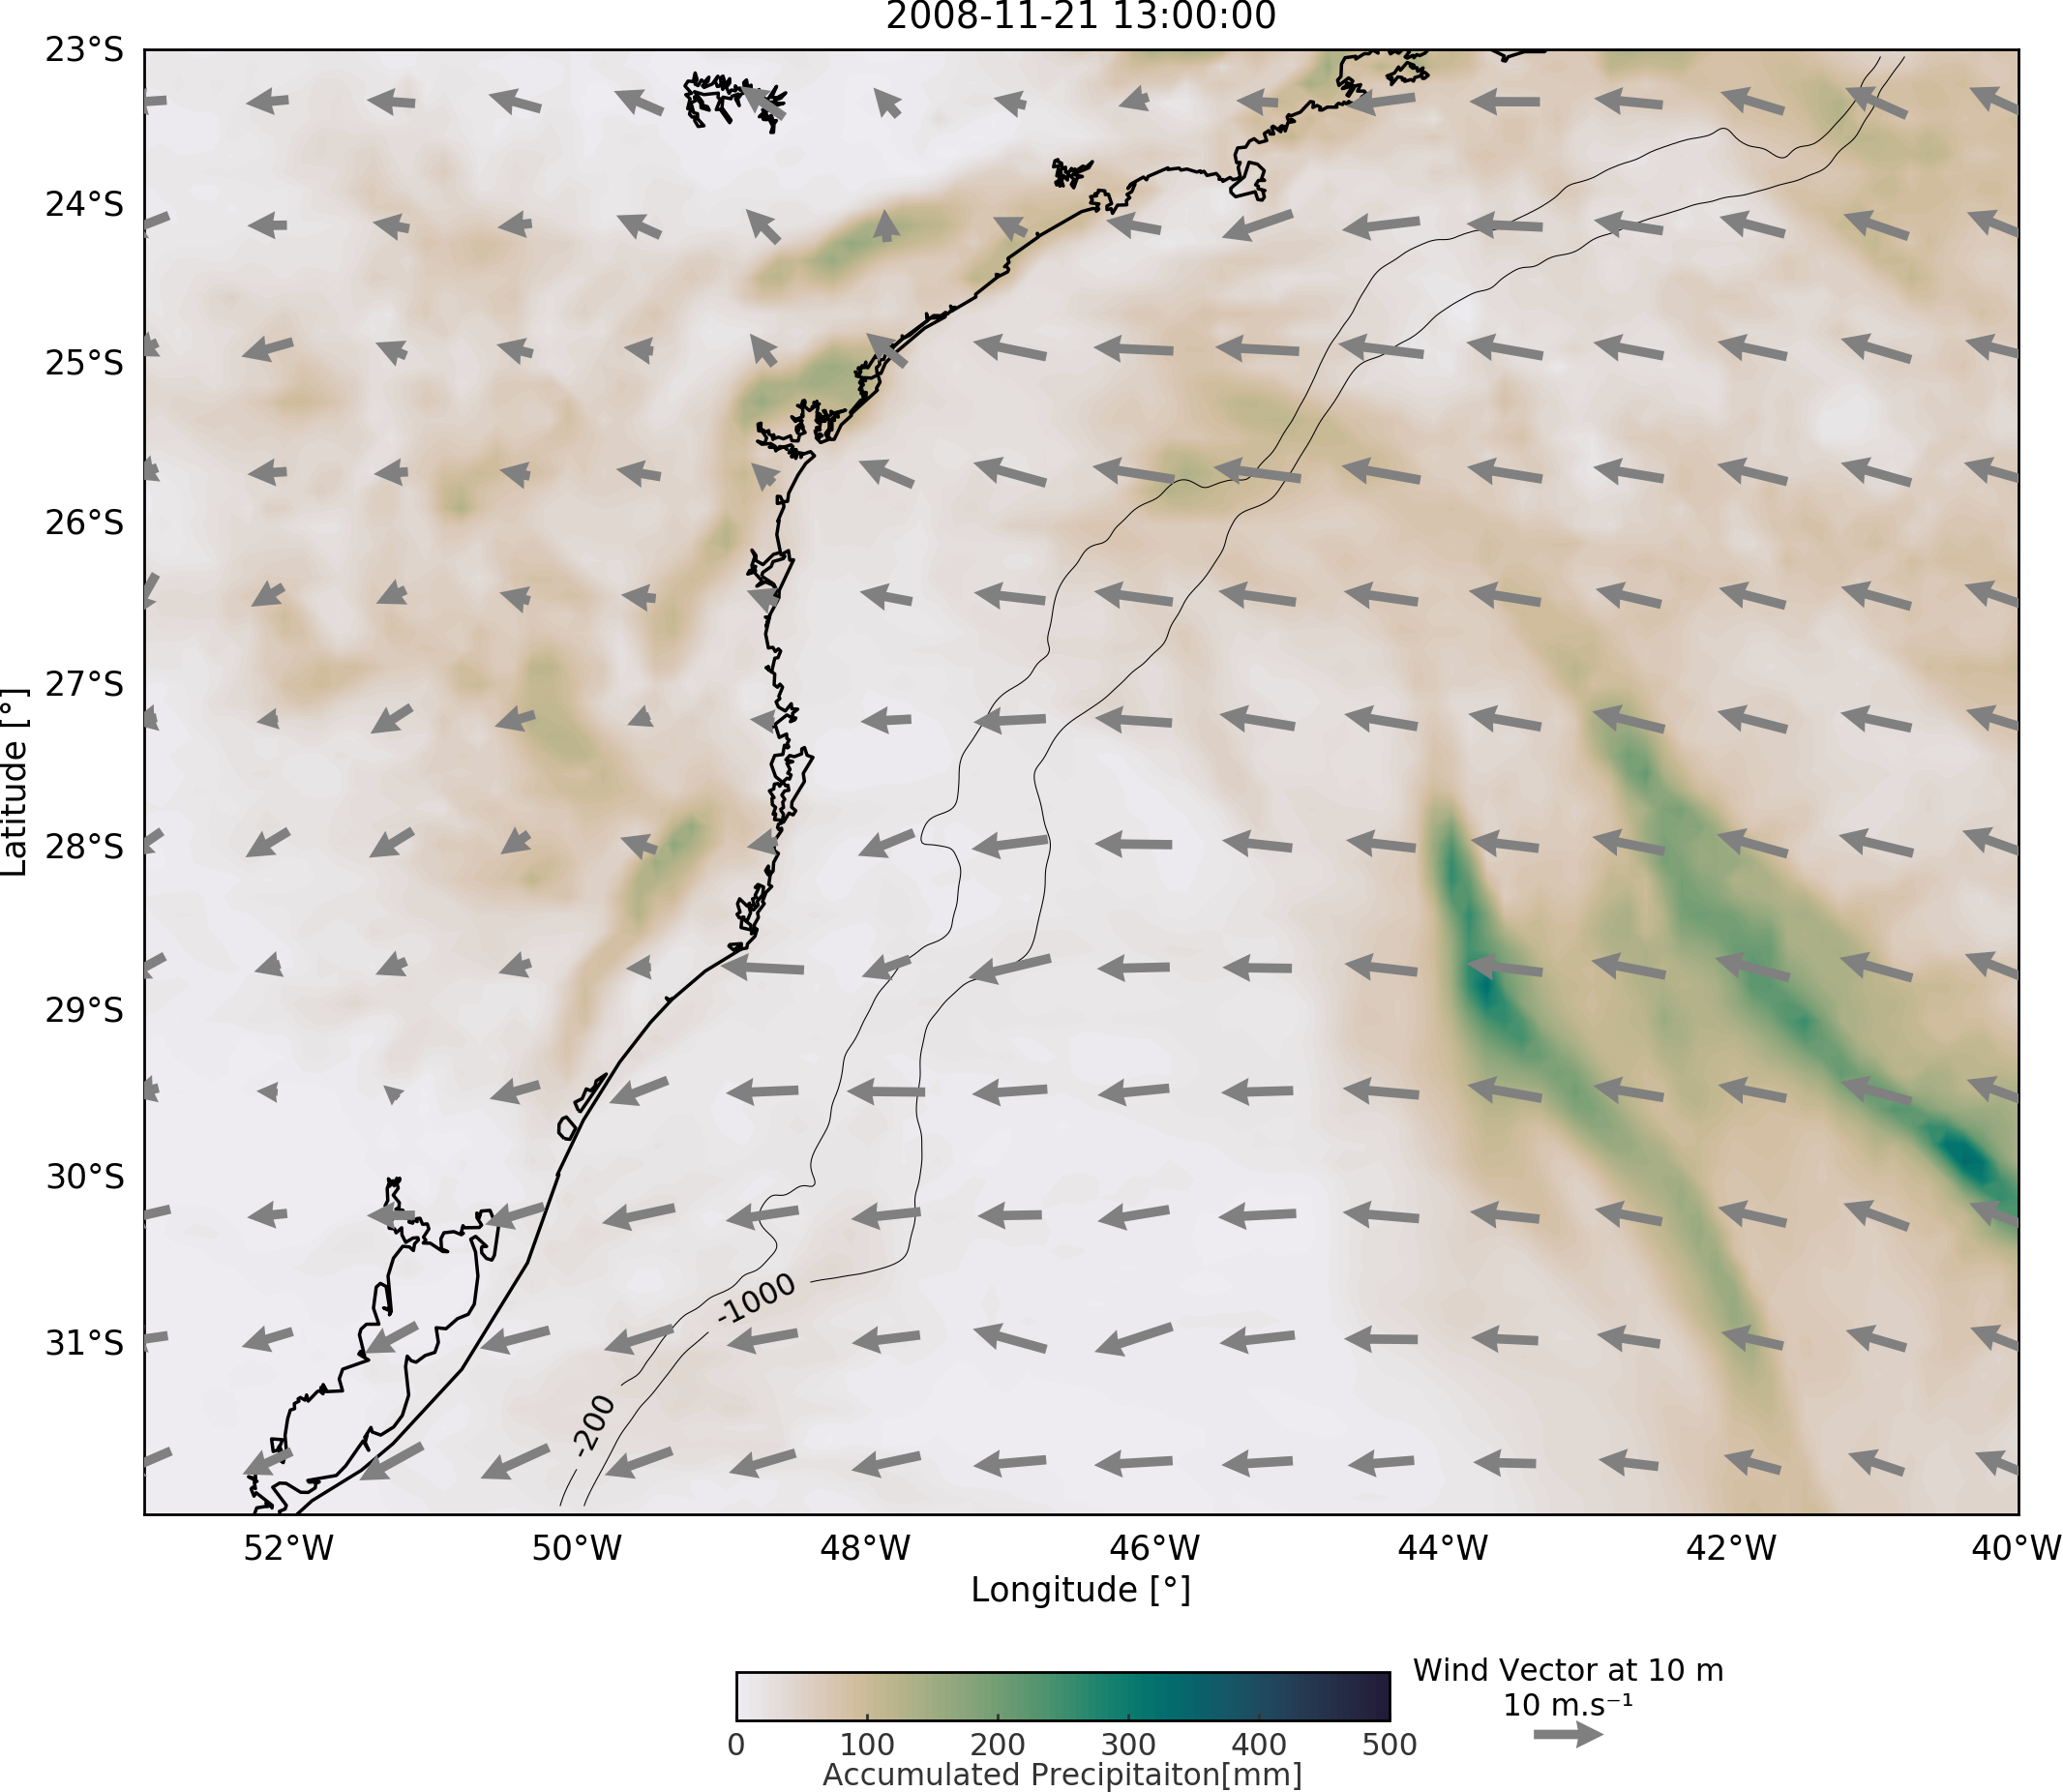 2008-11-21 13:00:00
23°S
24°S
25°S
26°S
27°S
28°S
29°S
30°S
31°S
Latitude [°]
-1000
-200
52°W
50°W
48°W
46°W
44°W
42°W
40°W
Longitude [°]
0
100
200
300
400
500
Accumulated Precipitaiton[mm]
Wind Vector at 10 m
10 m.s⁻¹